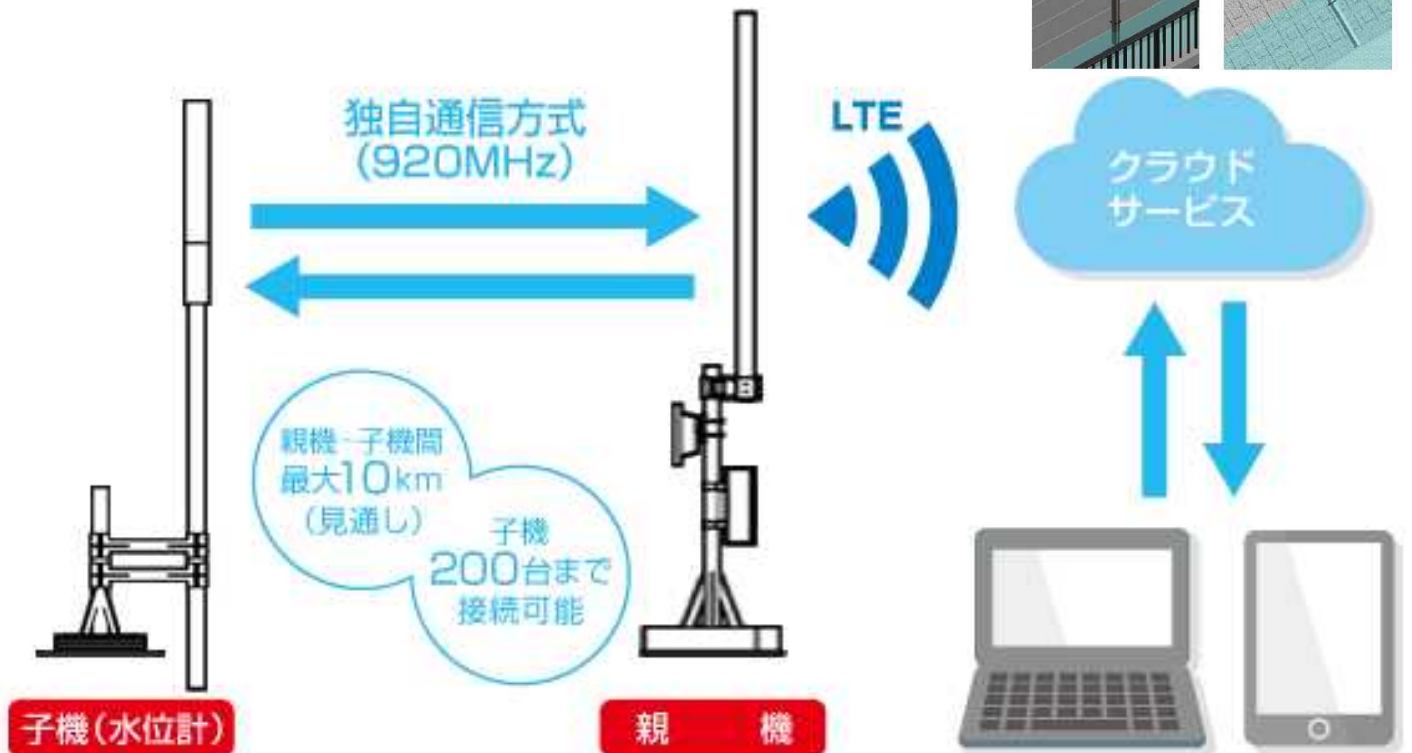 独自通信方式
(920MHz)
LTE
クラウド
サービス
親機-子機間
最大10km
(見通し)
子機
200台まで
接続可能
子機(水位計)
親 機